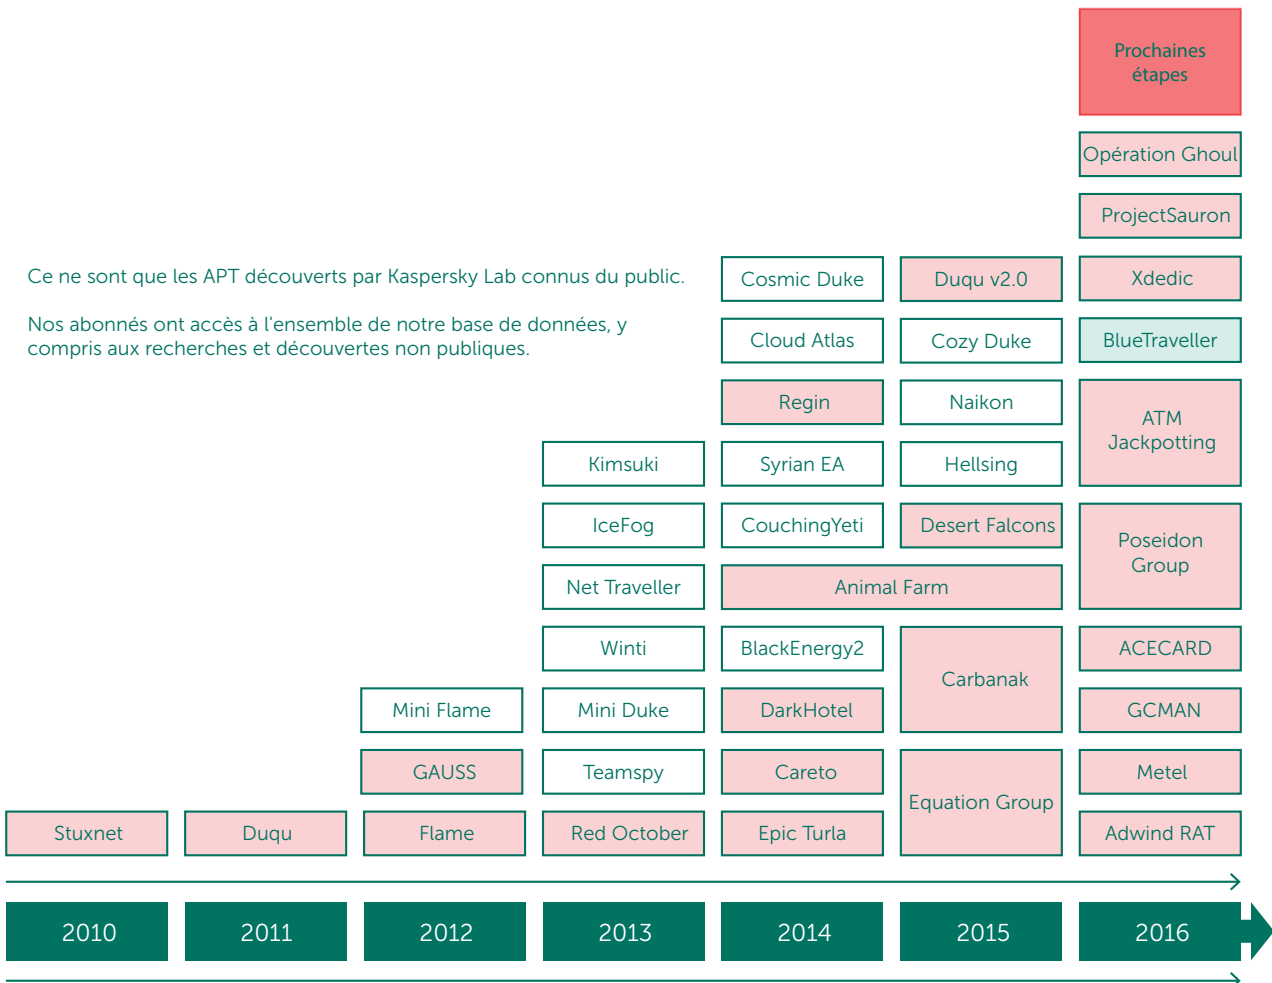 Prochaines
étapes
Opération Ghoul
ProjectSauron
Ce ne sont que les APT découverts par Kaspersky Lab connus du public.
Nos abonnés ont accès à l'ensemble de notre base de données, y
compris aux recherches et découvertes non publiques.
Cosmic Duke
Duqu v2.0
Xdedic
Cloud Atlas
Cozy Duke
BlueTraveller
Regin
Naikon
ATM
Jackpotting
Kimsuki
Syrian EA
Hellsing
IceFog
CouchingYeti
Desert Falcons
Poseidon
Group
Net Traveller
Animal Farm
Winti
BlackEnergy2
Carbanak
ACECARD
Mini Flame
Mini Duke
DarkHotel
GCMAN
GAUSS
Teamspy
Careto
Equation Group
Metel
Stuxnet
Duqu
Flame
Red October
Epic Turla
Adwind RAT
2010
2011
2012
2013
2014
2015
2016